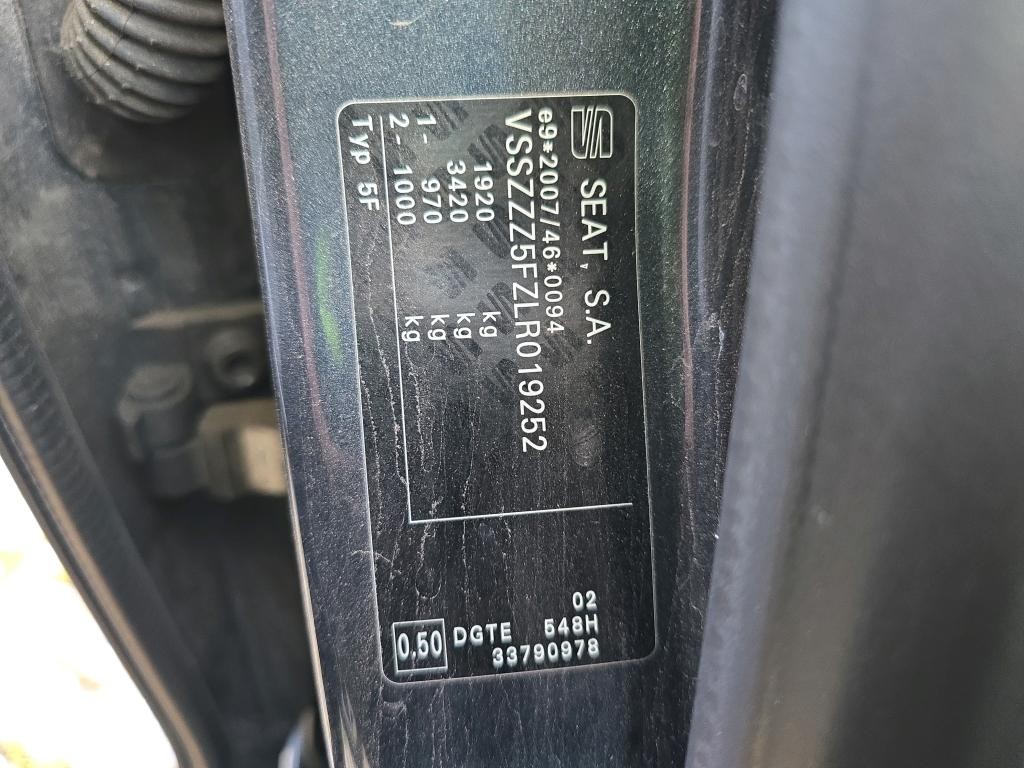 SEAT, S.A.
e9*2007/46*0094
VSSZZZ5FZLR019252
1920 kg
3420 kg
1- 970 kg
2- 1000 kg
Typ 5F
02
548H
33790978
DGTE
0,50